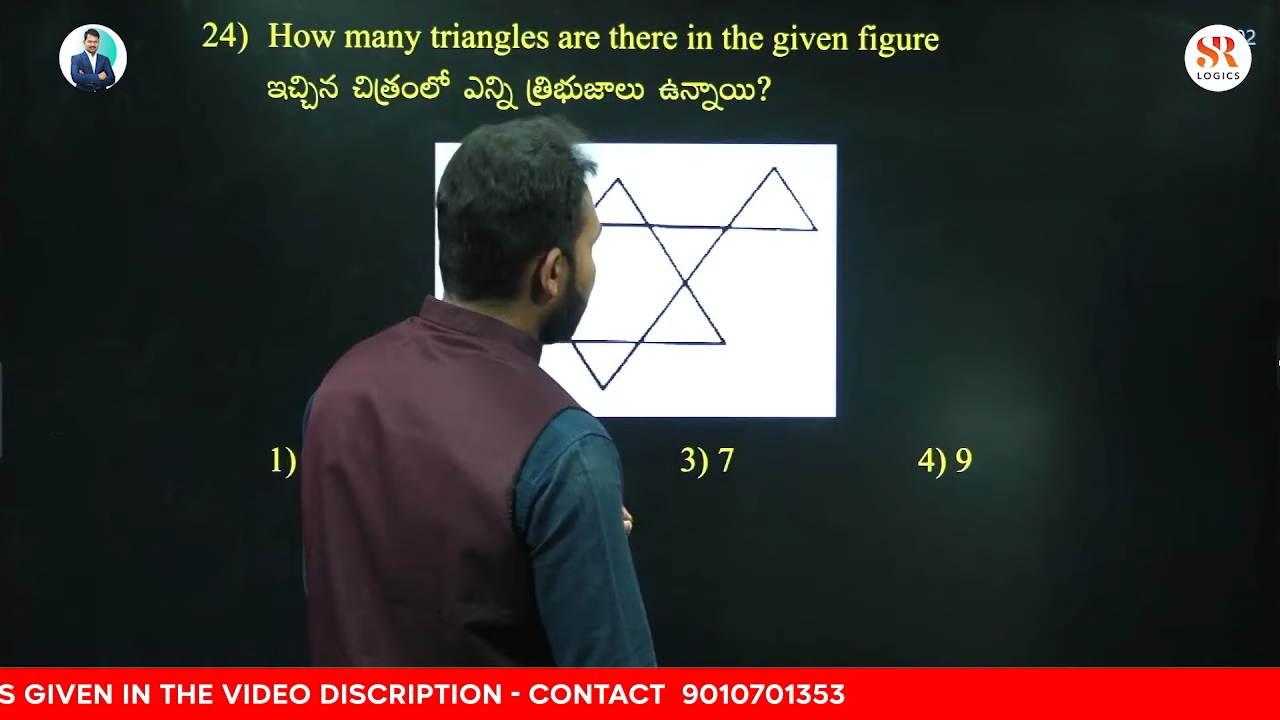 24) How many triangles are there in the given figure
ఇచ్చిన చిత్రంలో ఎన్ని త్రిభుజాలు ఉన్నాయి?
SR
LOGICS
1)
3) 7
4) 9
S GIVEN IN THE VIDEO DISCRIPTION - CONTACT 9010701353